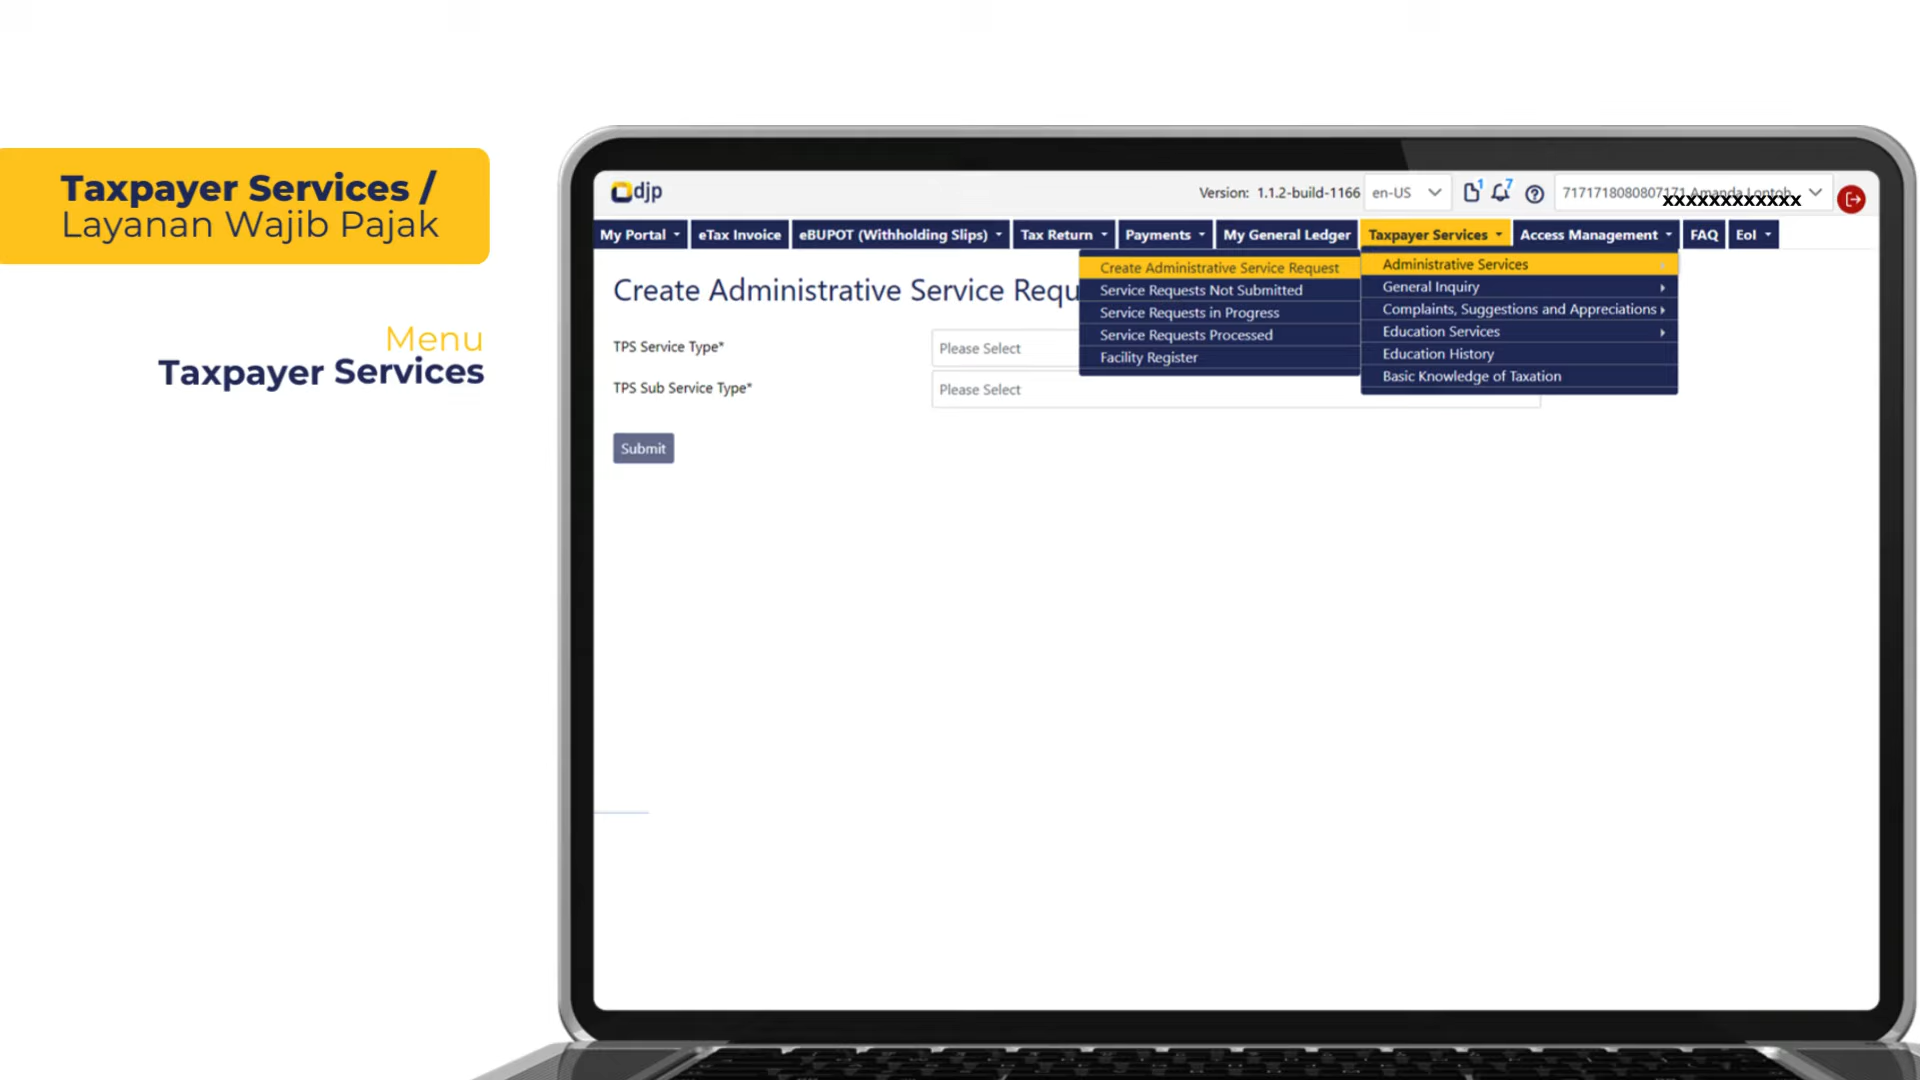 Taxpayer Services /
Layanan Wajib Pajak
Menu
Taxpayer Services
djp
Version: 1.1.2-build-1166
en-US
1
7
xxxxxxxxxxxx
My Portal
eTax Invoice
eBUPOT (Withholding Slips)
Tax Return
Payments
My General Ledger
Taxpayer Services
Access Management
FAQ
EoI
Create Administrative Service Requ
TPS Service Type*
Please Select
TPS Sub Service Type*
Please Select
Submit
Create Administrative Service Request
Service Requests Not Submitted
Service Requests in Progress
Service Requests Processed
Facility Register
Administrative Services
General Inquiry
Complaints, Suggestions and Appreciations
Education Services
Education History
Basic Knowledge of Taxation